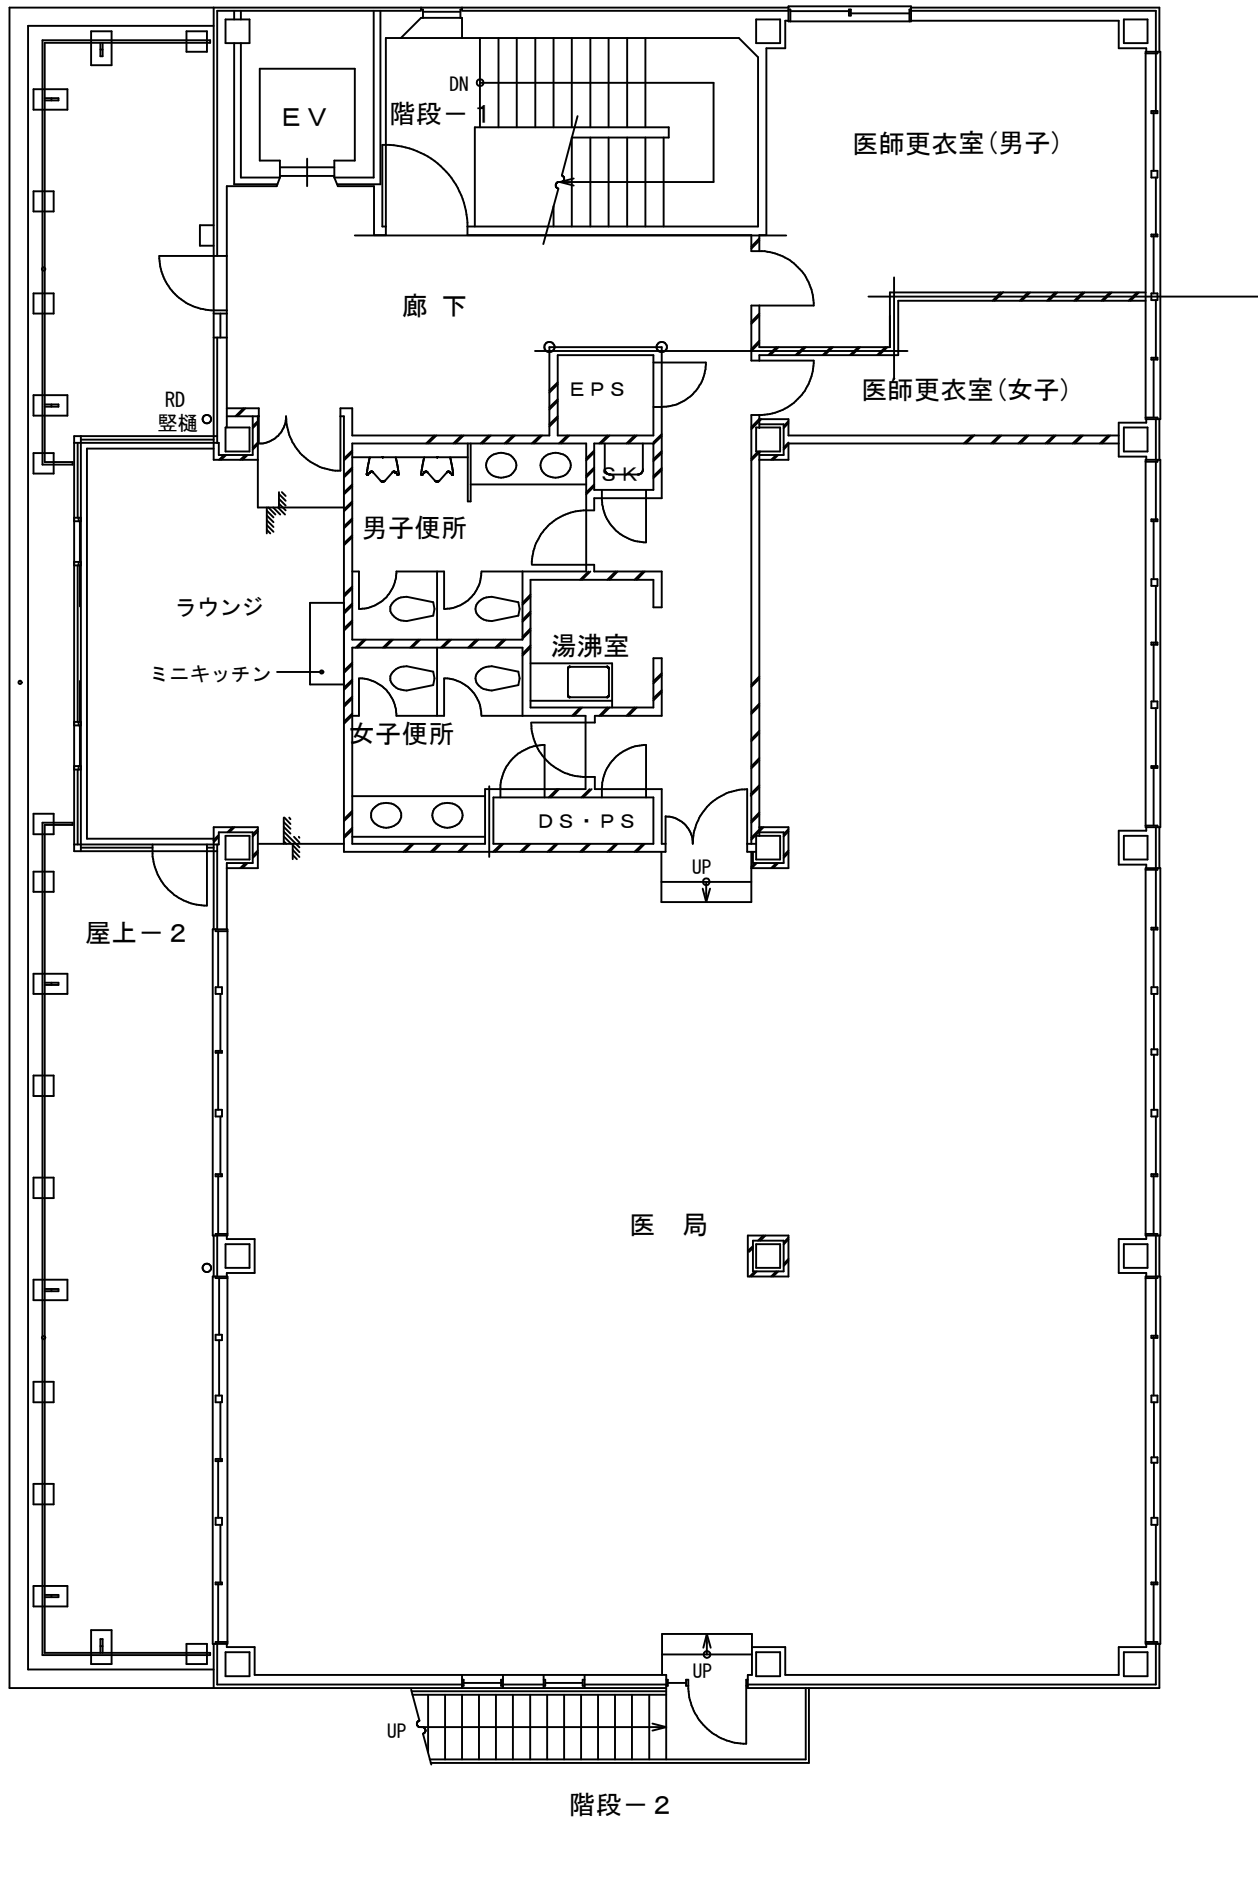 DN
ＥＶ
階段－１
医師更衣室（男子）
廊 下
ＥＰＳ
医師更衣室（女子）
RD
竪樋
ＳＫ
男子便所
ラウンジ
湯沸室
ミニキッチン
女子便所
ＤＳ・ＰＳ
UP
屋上－２
医 局
UP
UP
階段－２